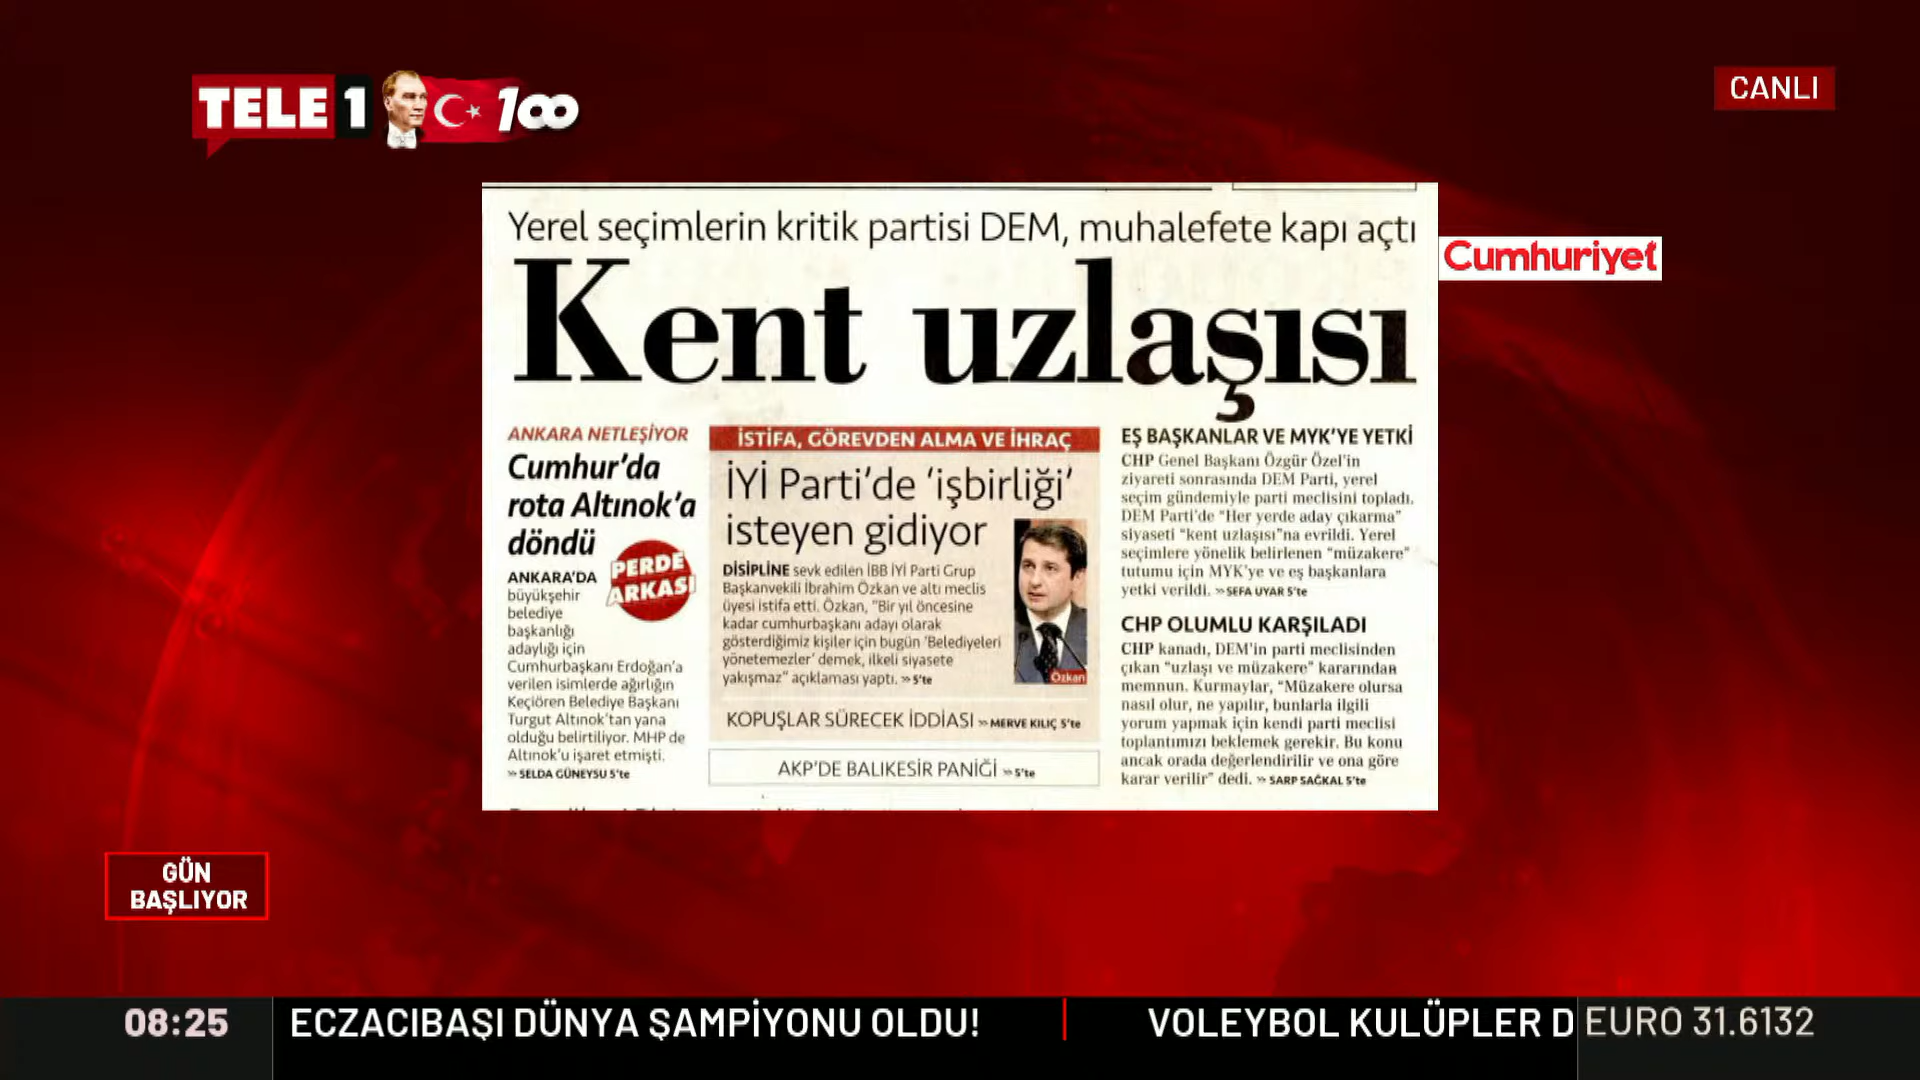 TELE 1
100
CANLI
Yerel seçimlerin kritik partisi DEM, muhalefete kapı açtı
Cumhuriyet
Kent uzlaşısı
ANKARA NETLEŞİYOR
Cumhur’da
rota Altınok’a
döndü
PERDE
ARKASI
ANKARA’DA
büyükşehir
belediye
başkanlığı
adaylığı için
Cumhurbaşkanı Erdoğan’a
verilen isimlerde ağırlığın
Keçiören Belediye Başkanı
Turgut Altınok’tan yana
olduğu belirtiliyor. MHP de
Altınok’u işaret etmişti.
» SELDA GÜNEYSU 5’te
İSTİFA, GÖREVDEN ALMA VE İHRAÇ
İYİ Parti’de ‘işbirliği’
isteyen gidiyor
DİSİPLİNE sevk edilen İBB İYİ Parti Grup
Başkanvekili İbrahim Özkan ve altı meclis
üyesi istifa etti. Özkan, “Bir yıl öncesine
kadar cumhurbaşkanı adayı olarak
gösterdiğimiz kişiler için bugün ‘Belediyeleri
yönetemezler’ demek, ilkeli siyasete
yakışmaz” açıklaması yaptı. » 5’te
Özkan
KOPUŞLAR SÜRECEK İDDİASI » MERVE KILIÇ 5’te
AKP’DE BALIKESİR PANİĞİ » 5’te
EŞ BAŞKANLAR VE MYK’YE YETKİ
CHP Genel Başkanı Özgür Özel’in
ziyareti sonrasında DEM Parti, yerel
seçim gündemiyle parti meclisini topladı.
DEM Parti’de “Her yerde aday çıkarma”
siyaseti “kent uzlaşısı”na evrildi. Yerel
seçimlere yönelik belirlenen “müzakere”
tutumu için MYK’ye ve eş başkanlara
yetki verildi. » SEFA UYAR 5’te
CHP OLUMLU KARŞILADI
CHP kanadı, DEM’in parti meclisinden
çıkan “uzlaşı ve müzakere” kararından
memnun. Kurmaylar, “Müzakere olursa
nasıl olur, ne yapılır, bunlarla ilgili
yorum yapmak için kendi parti meclisi
toplantımızı beklemek gerekir. Bu konu
ancak orada değerlendirilir ve ona göre
karar verilir” dedi. » SARP SAĞKAL 5’te
GÜN
BAŞLIYOR
08:25
ECZACIBAŞI DÜNYA ŞAMPİYONU OLDU!
VOLEYBOL KULÜPLER D
EURO 31.6132